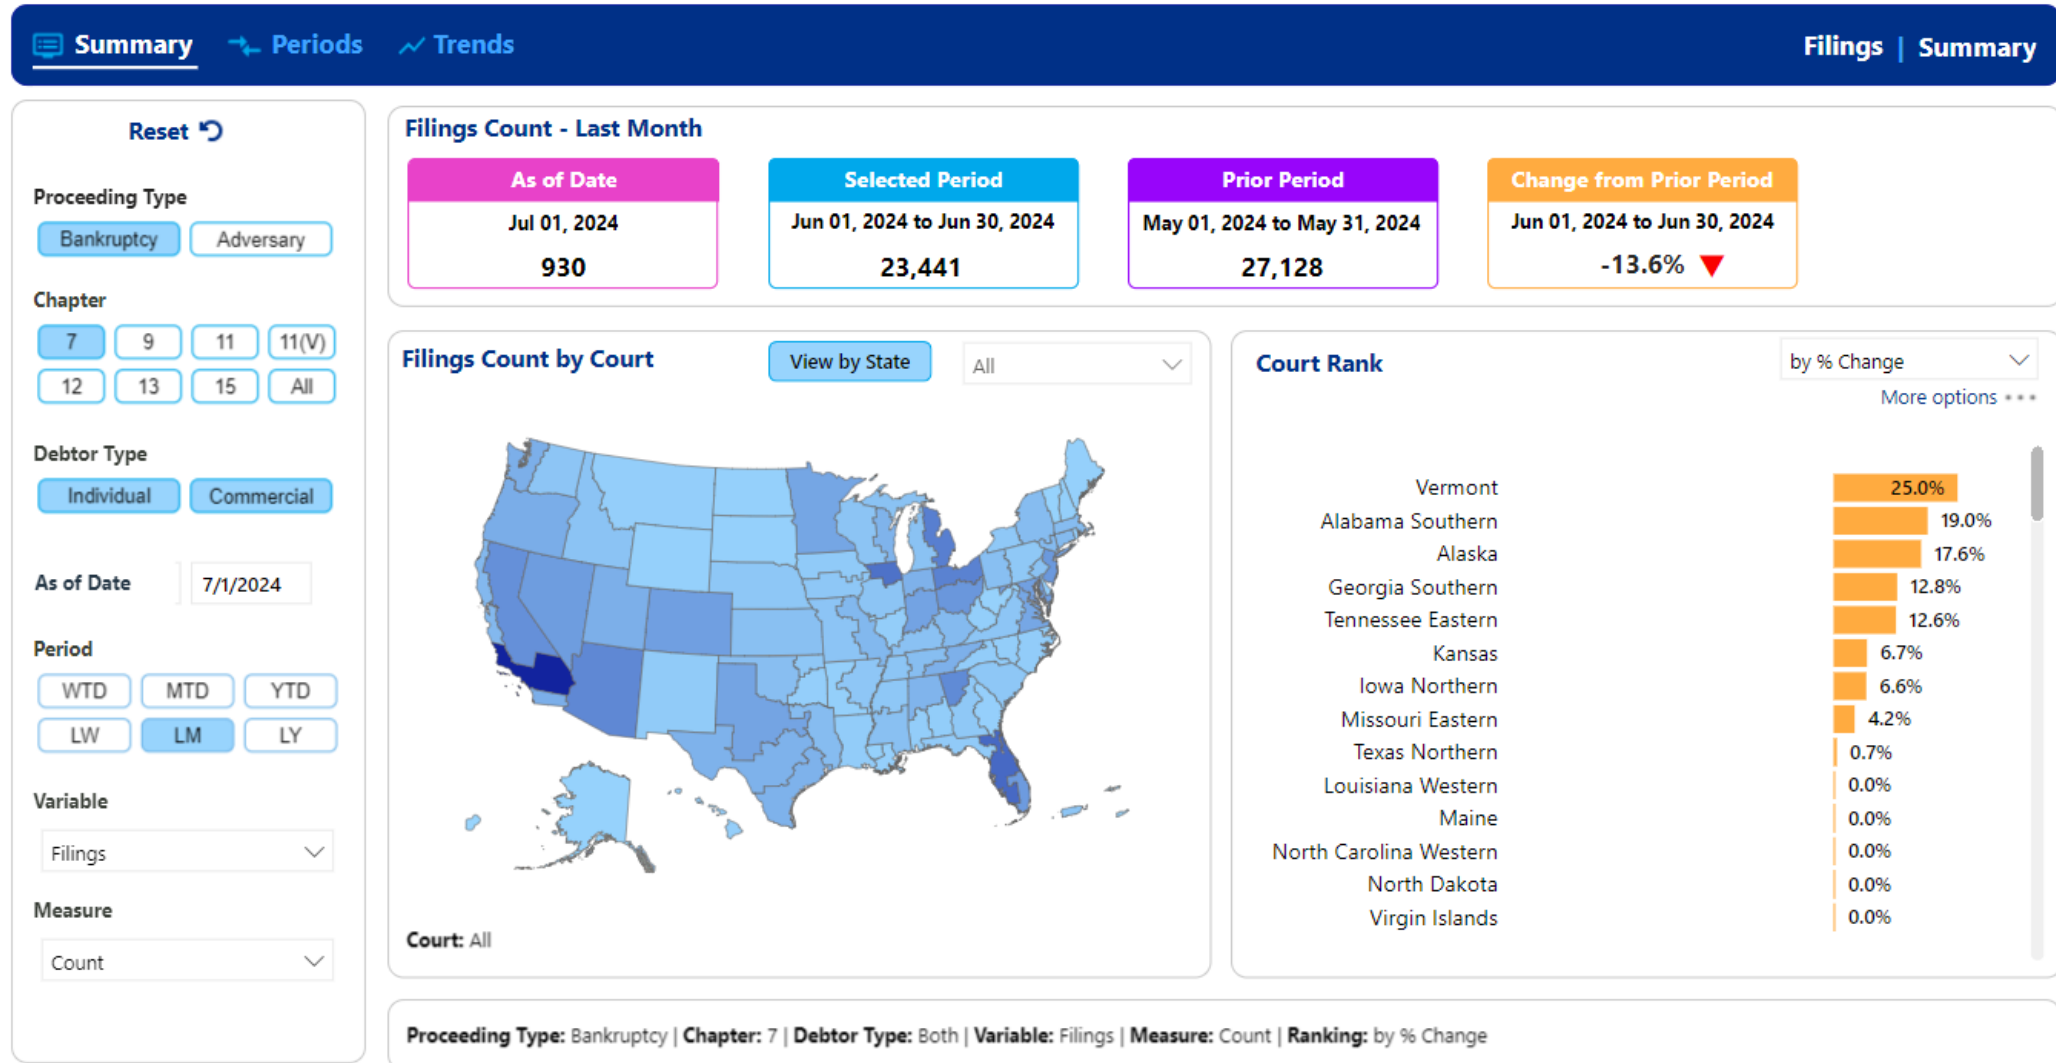 Summary Periods Trends Filings | Summary
Reset
Proceeding Type
Bankruptcy Adversary
Chapter
7 9 11 11(V)
12 13 15 All
Debtor Type
Individual Commercial
As of Date 7/1/2024
Period
WTD MTD YTD
LW LM LY
Variable
Filings
Measure
Count
Filings Count - Last Month
As of Date
Jul 01, 2024
930
Selected Period
Jun 01, 2024 to Jun 30, 2024
23,441
Prior Period
May 01, 2024 to May 31, 2024
27,128
Change from Prior Period
Jun 01, 2024 to Jun 30, 2024
-13.6%
Filings Count by Court View by State All
Court: All
Court Rank by % Change
More options
Vermont 25.0%
Alabama Southern 19.0%
Alaska 17.6%
Georgia Southern 12.8%
Tennessee Eastern 12.6%
Kansas 6.7%
Iowa Northern 6.6%
Missouri Eastern 4.2%
Texas Northern 0.7%
Louisiana Western 0.0%
Maine 0.0%
North Carolina Western 0.0%
North Dakota 0.0%
Virgin Islands 0.0%
Proceeding Type: Bankruptcy | Chapter: 7 | Debtor Type: Both | Variable: Filings | Measure: Count | Ranking: by % Change